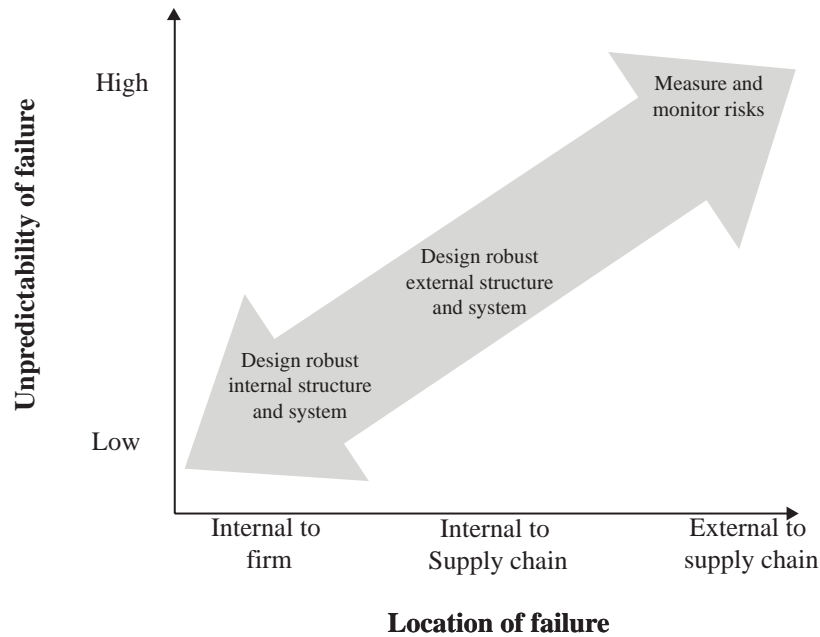 High
Measure and
monitor risks
Unpredictability of failure
Design robust
external structure
and system
Design robust
internal structure
and system
Low
Internal to
firm
Internal to
Supply chain
External to
supply chain
Location of failure